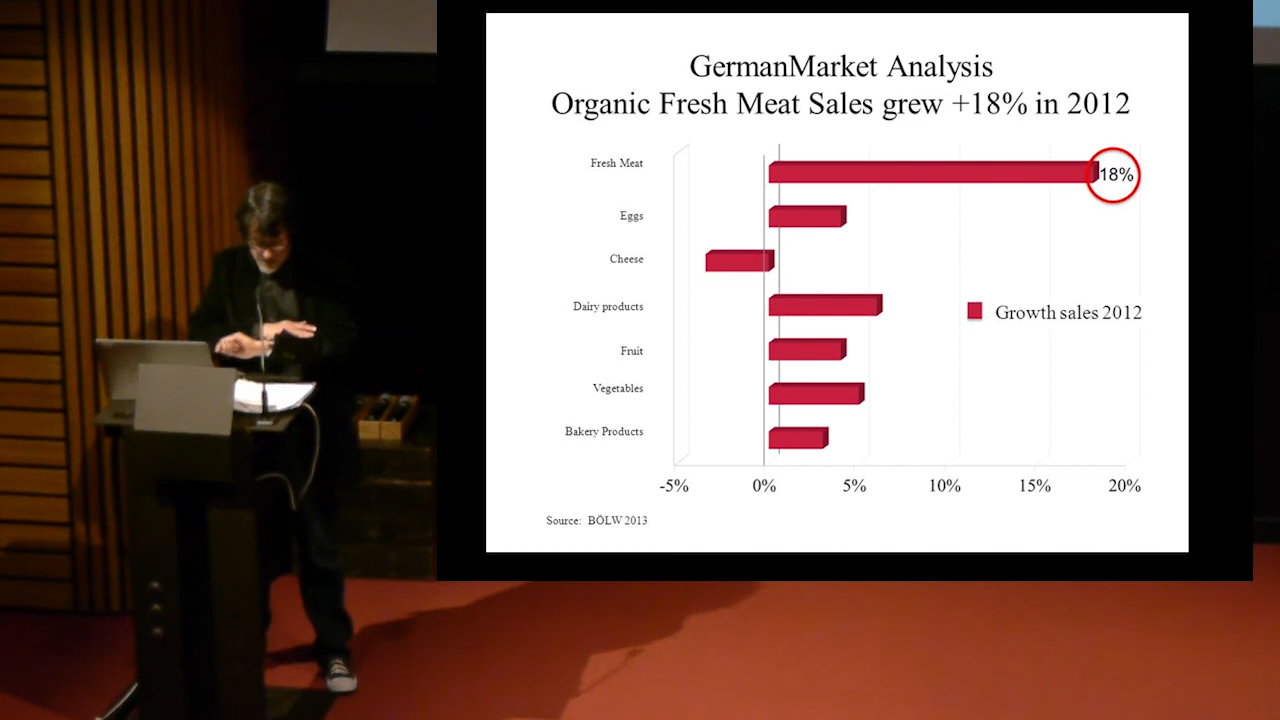 GermanMarket Analysis
Organic Fresh Meat Sales grew +18% in 2012
Fresh Meat
18%
Eggs
Cheese
Dairy products
Growth sales 2012
Fruit
Vegetables
Bakery Products
-5% 0% 5% 10% 15% 20%
Source: BÖLW 2013